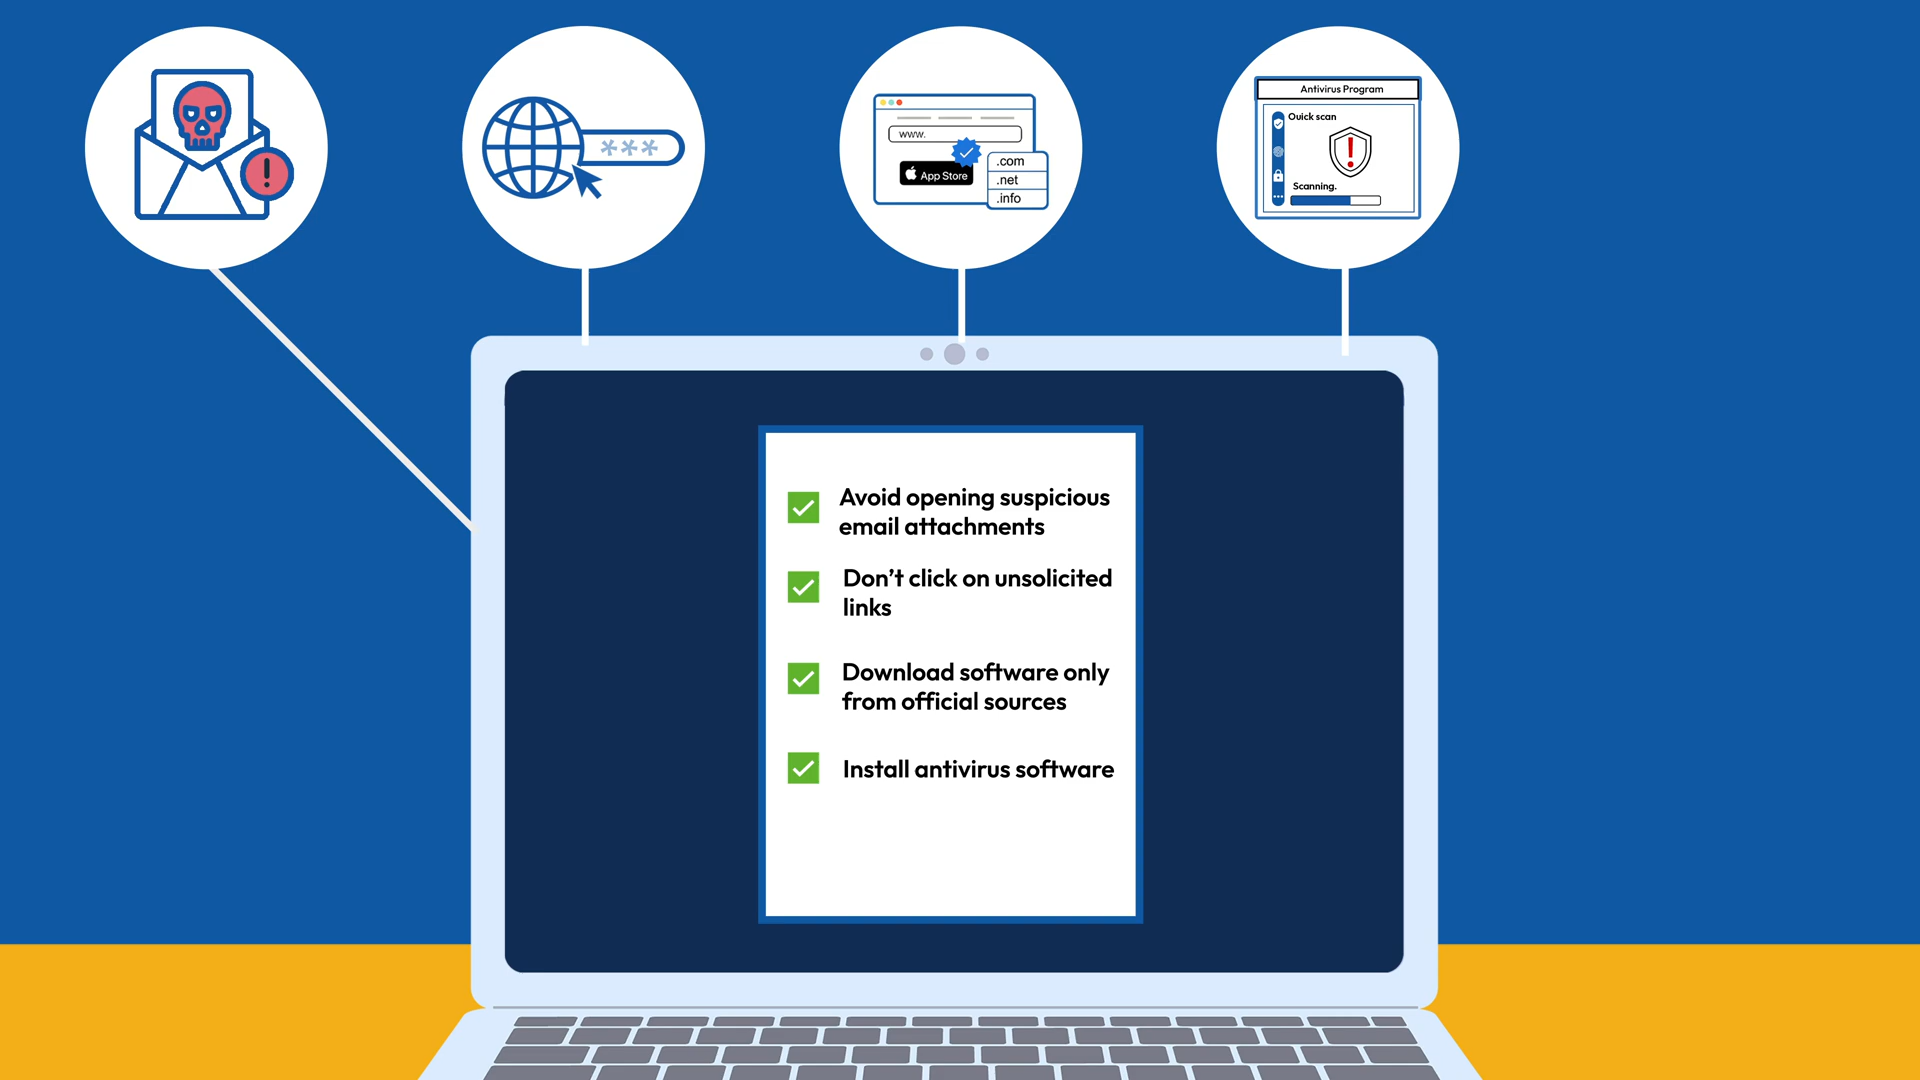 ***
www.
App Store
.com
.net
.info
Antivirus Program
Quick scan
Scanning.
Avoid opening suspicious
email attachments
Don't click on unsolicited
links
Download software only
from official sources
Install antivirus software